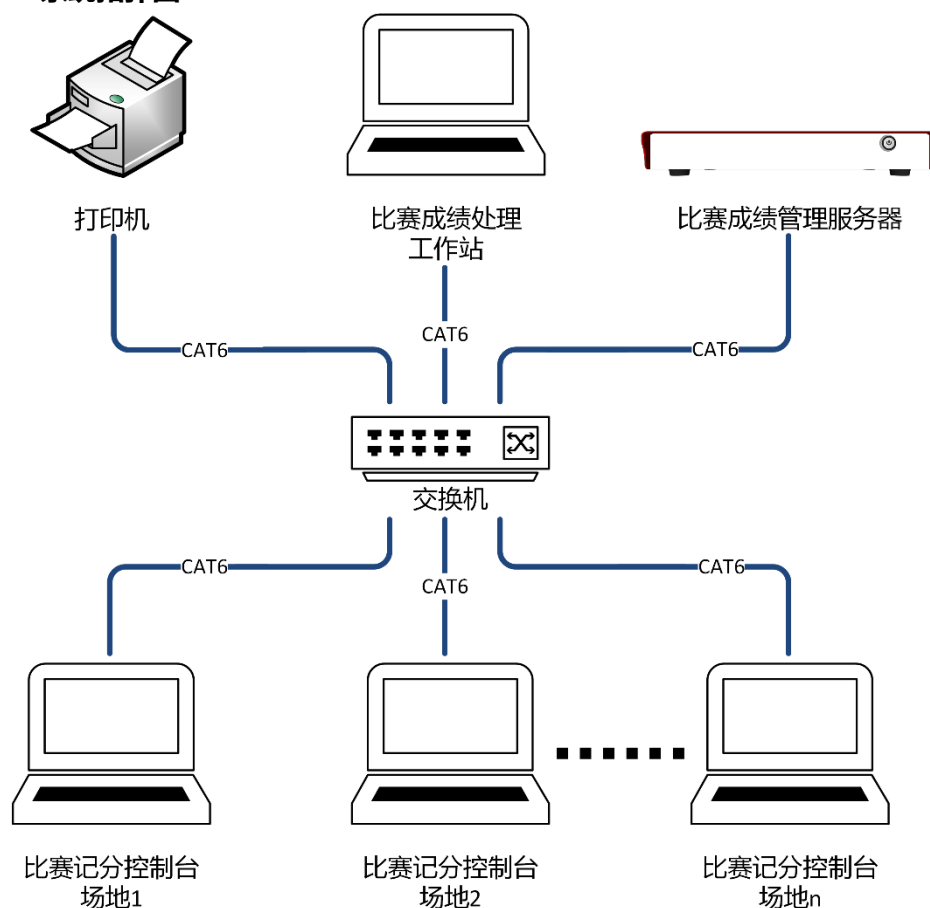 打印机
比赛成绩处理
工作站
比赛成绩管理服务器
CAT6
CAT6
CAT6
交换机
CAT6
CAT6
CAT6
比赛记分控制台
场地1
比赛记分控制台
场地2
比赛记分控制台
场地n